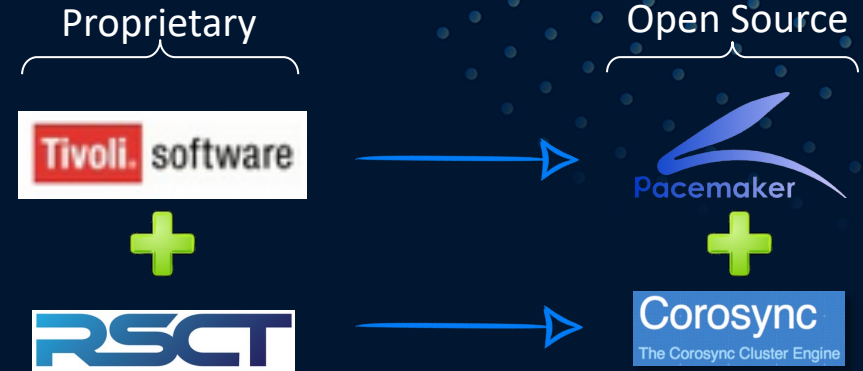 Proprietary
Open Source
Tivoli. software
Pacemaker
RSCT
Corosync
The Corosync Cluster Engine